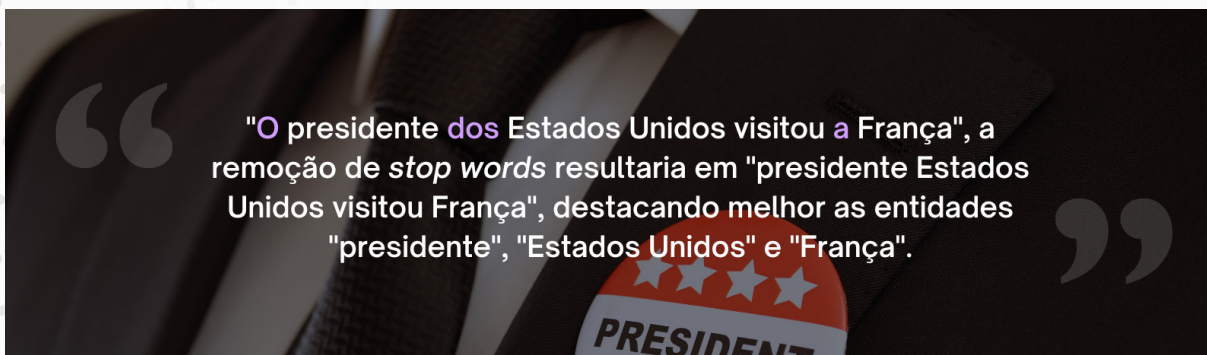 "O presidente dos Estados Unidos visitou a França", a
remoção de stop words resultaria em "presidente Estados
Unidos visitou França", destacando melhor as entidades
"presidente", "Estados Unidos" e "França".
PRESIDENT